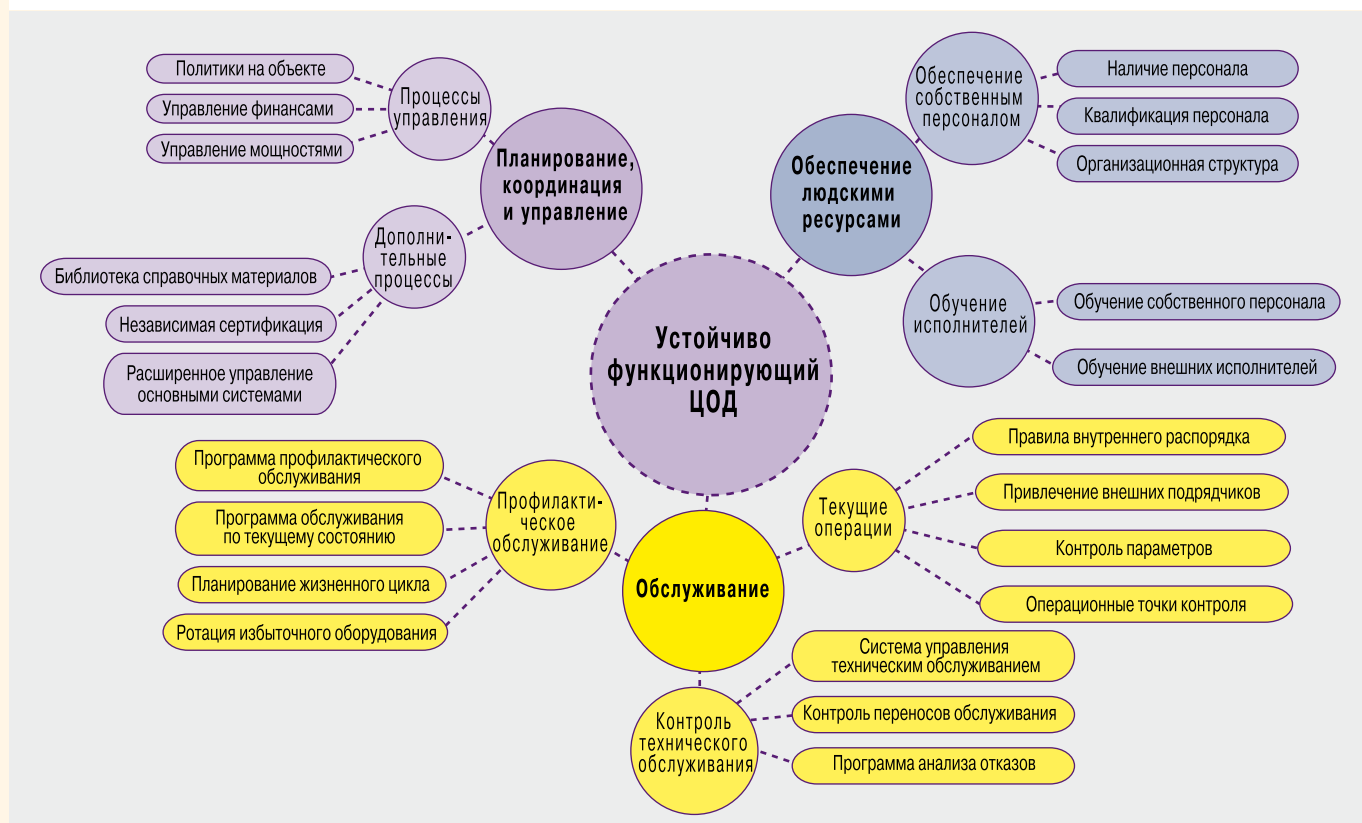 Политики на объекте
Управление финансами
Управление мощностями
Процессы
управления
Планирование,
координация
и управление
Дополни-
тельные
процессы
Библиотека справочных материалов
Независимая сертификация
Расширенное управление
основными системами
Обеспечение
людскими
ресурсами
Обеспечение
собственным
персоналом
Наличие персонала
Квалификация персонала
Организационная структура
Обучение
исполнителей
Обучение собственного персонала
Обучение внешних исполнителей
Устойчиво
функционирующий
ЦОД
Программа профилактического
обслуживания
Программа обслуживания
по текущему состоянию
Планирование жизненного цикла
Ротация избыточного оборудования
Профилакти-
ческое
обслуживание
Обслуживание
Текущие
операции
Правила внутреннего распорядка
Привлечение внешних подрядчиков
Контроль параметров
Операционные точки контроля
Контроль
технического
обслуживания
Система управления
техническим обслуживанием
Контроль переносов обслуживания
Программа анализа отказов